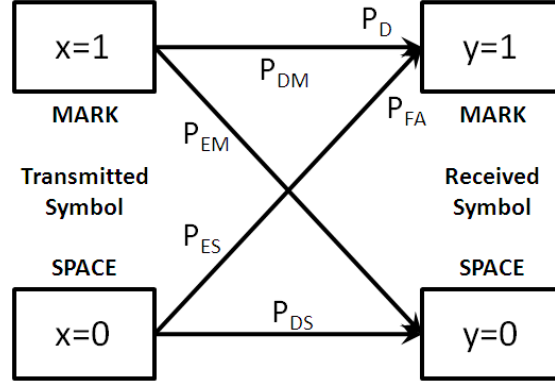 x=1
P_D
y=1
P_DM
MARK
P_EM
P_FA
MARK
Transmitted
Symbol
Received
Symbol
P_ES
SPACE
SPACE
x=0
P_DS
y=0